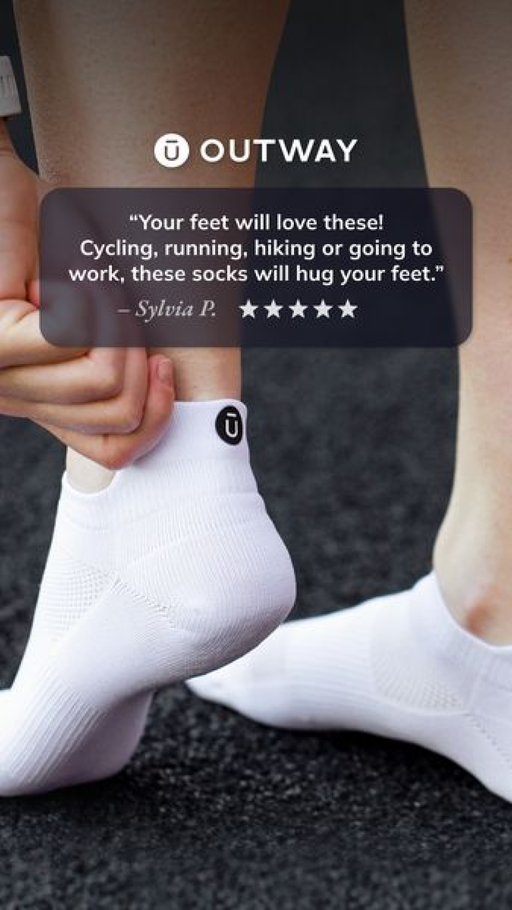 Ū OUTWAY
“Your feet will love these!
Cycling, running, hiking or going to
work, these socks will hug your feet.”
– Sylvia P. ★★★★★
Ū